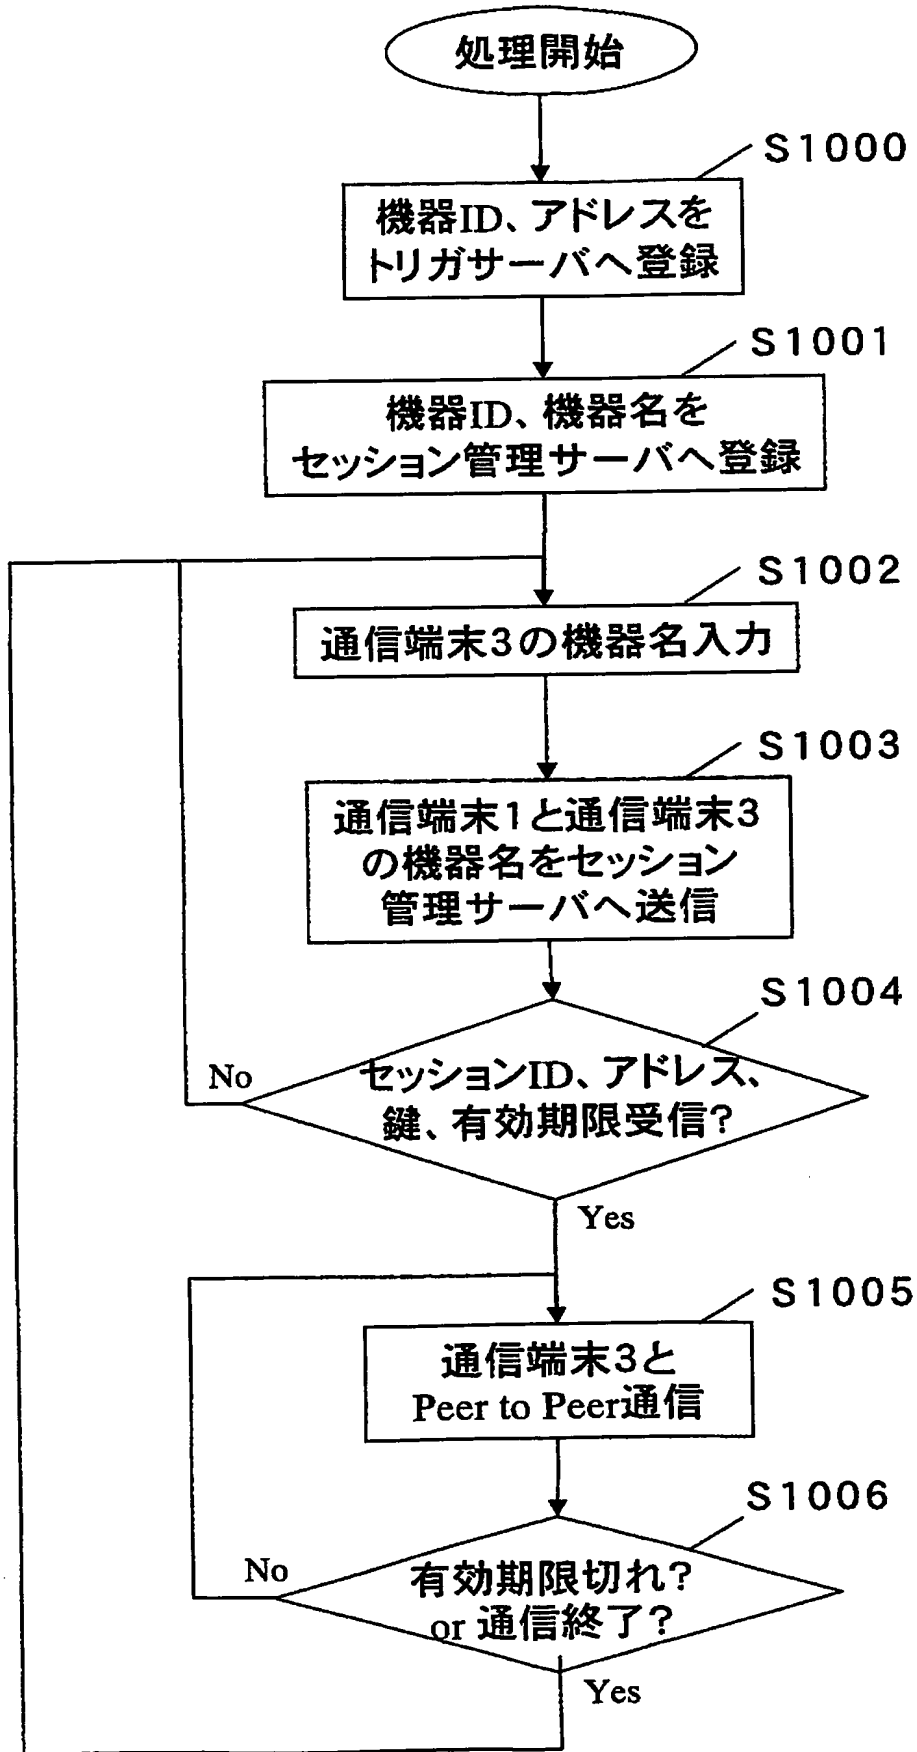 処理開始
S1000
機器ID、アドレスを
トリガサーバへ登録
S1001
機器ID、機器名を
セッション管理サーバへ登録
S1002
通信端末3の機器名入力
S1003
通信端末1と通信端末3
の機器名をセッション
管理サーバへ送信
S1004
No
セッションID、アドレス、
鍵、有効期限受信?
Yes
S1005
通信端末3と
Peer to Peer通信
S1006
No
有効期限切れ?
or 通信終了?
Yes